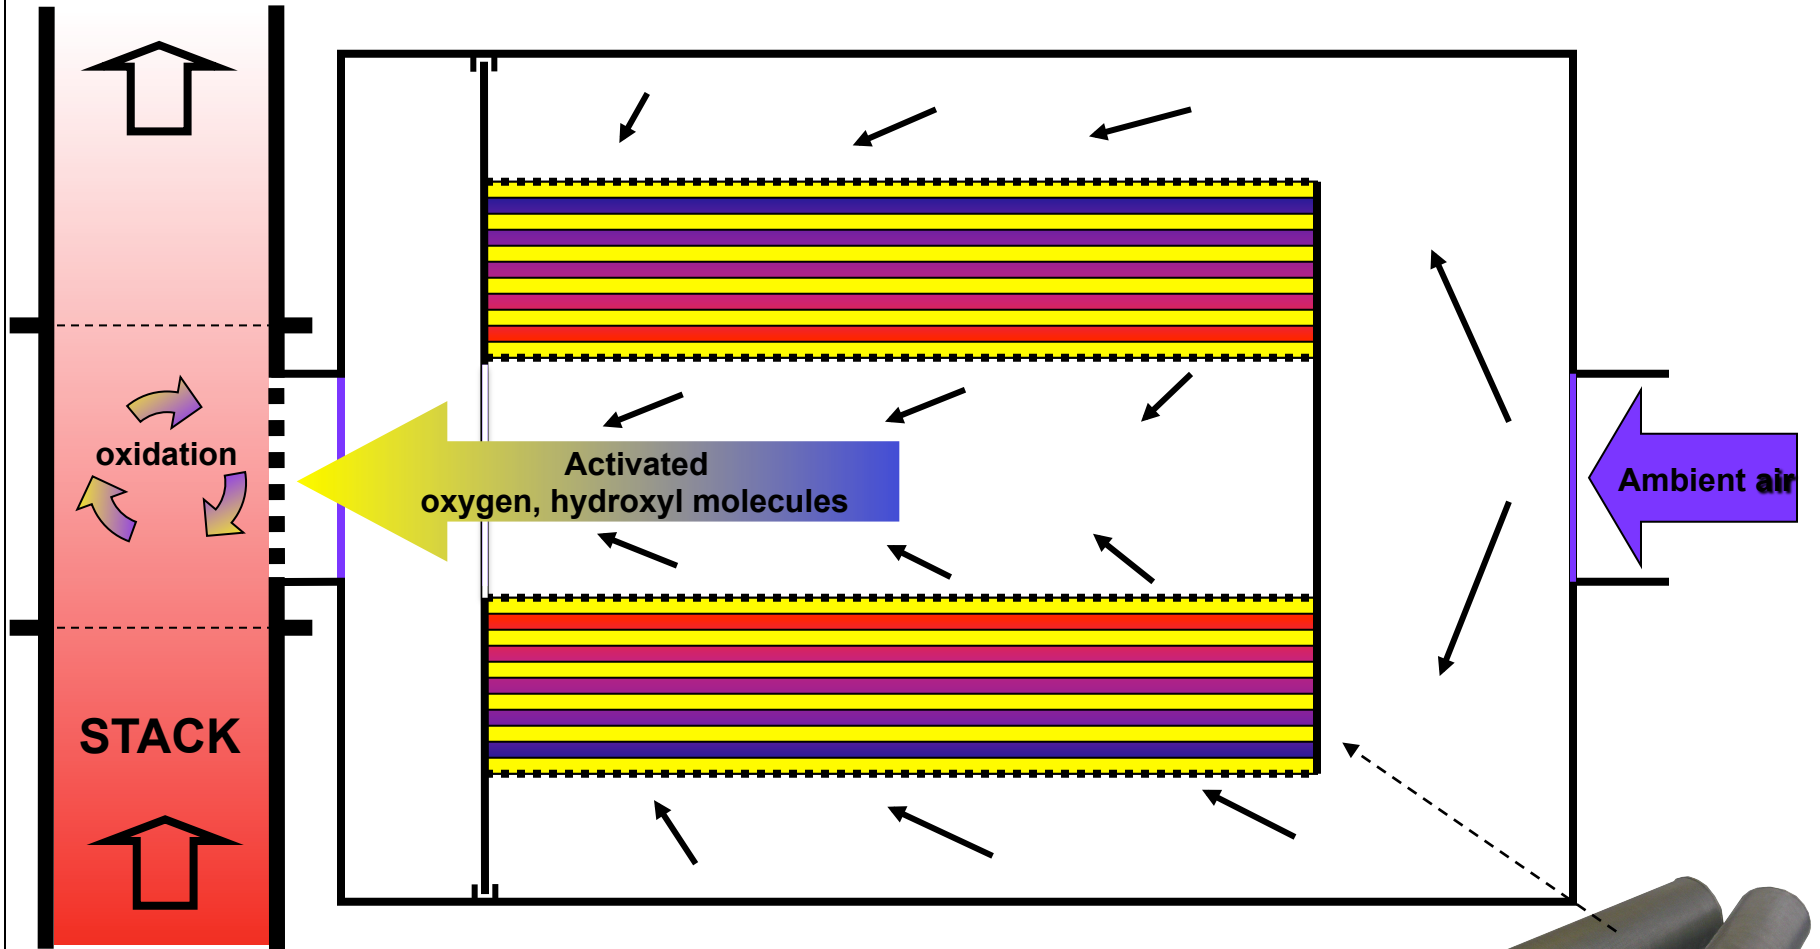 oxidation
Activated
oxygen, hydroxyl molecules
Ambient air
STACK